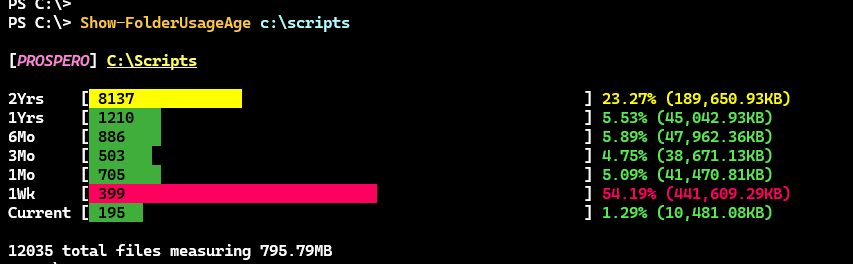 PS C:\>
PS C:\> Show-FolderUsageAge c:\scripts
[PROSPERO] C:\Scripts
2Yrs [ 8137 ] 23.27% (189,650.93KB)
1Yrs [ 1210 ] 5.53% (45,042.93KB)
6Mo [ 886 ] 5.89% (47,962.36KB)
3Mo [ 503 ] 4.75% (38,671.13KB)
1Mo [ 705 ] 5.09% (41,470.81KB)
1Wk [ 399 ] 54.19% (441,609.29KB)
Current [ 195 ] 1.29% (10,481.08KB)
12035 total files measuring 795.79MB